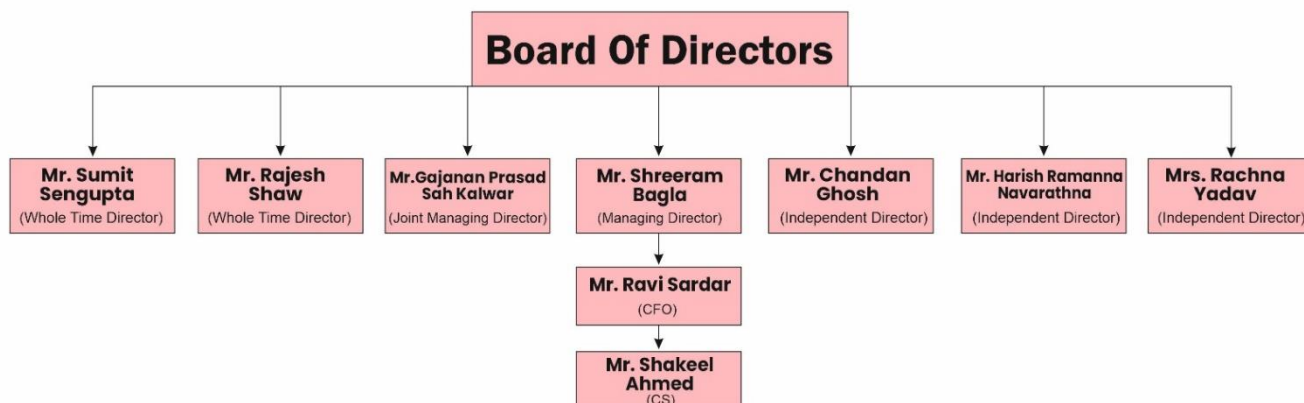 Board Of Directors
Mr. Sumit
Sengupta
(Whole Time Director)
Mr. Rajesh
Shaw
(Whole Time Director)
Mr.Gajanan Prasad
Sah Kalwar
(Joint Managing Director)
Mr. Shreeram
Bagla
(Managing Director)
Mr. Chandan
Ghosh
(Independent Director)
Mr. Harish Ramanna
Navarathna
(Independent Director)
Mrs. Rachna
Yadav
(Independent Director)
Mr. Ravi Sardar
(CFO)
Mr. Shakeel
Ahmed
(CS)